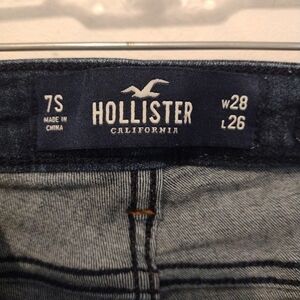 7S
MADE IN
CHINA
HOLLISTER
CALIFORNIA
W28
L26